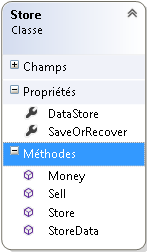 Store
Classe
Champs
Propriétés
DataStore
SaveOrRecover
Méthodes
Money
Sell
Store
StoreData